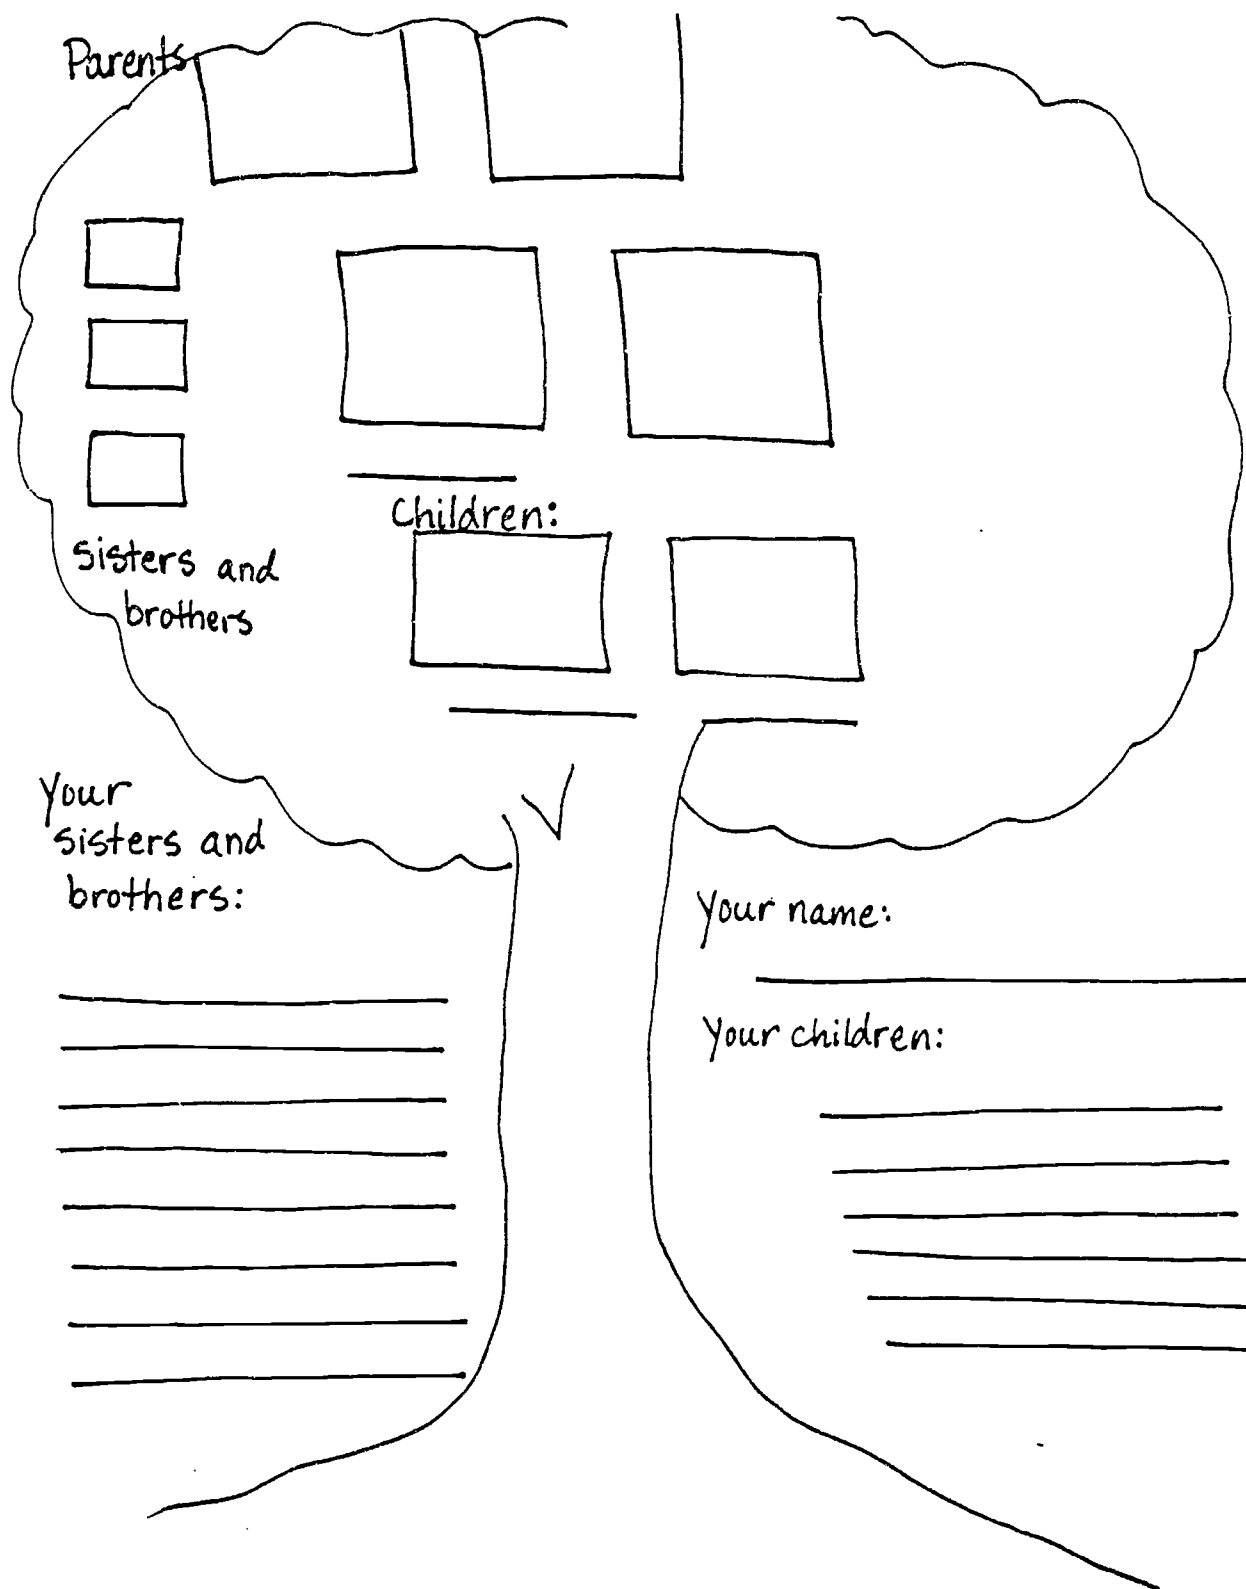 Parents
Children:
sisters and
brothers
Your
sisters and
brothers:
Your name:
Your children: